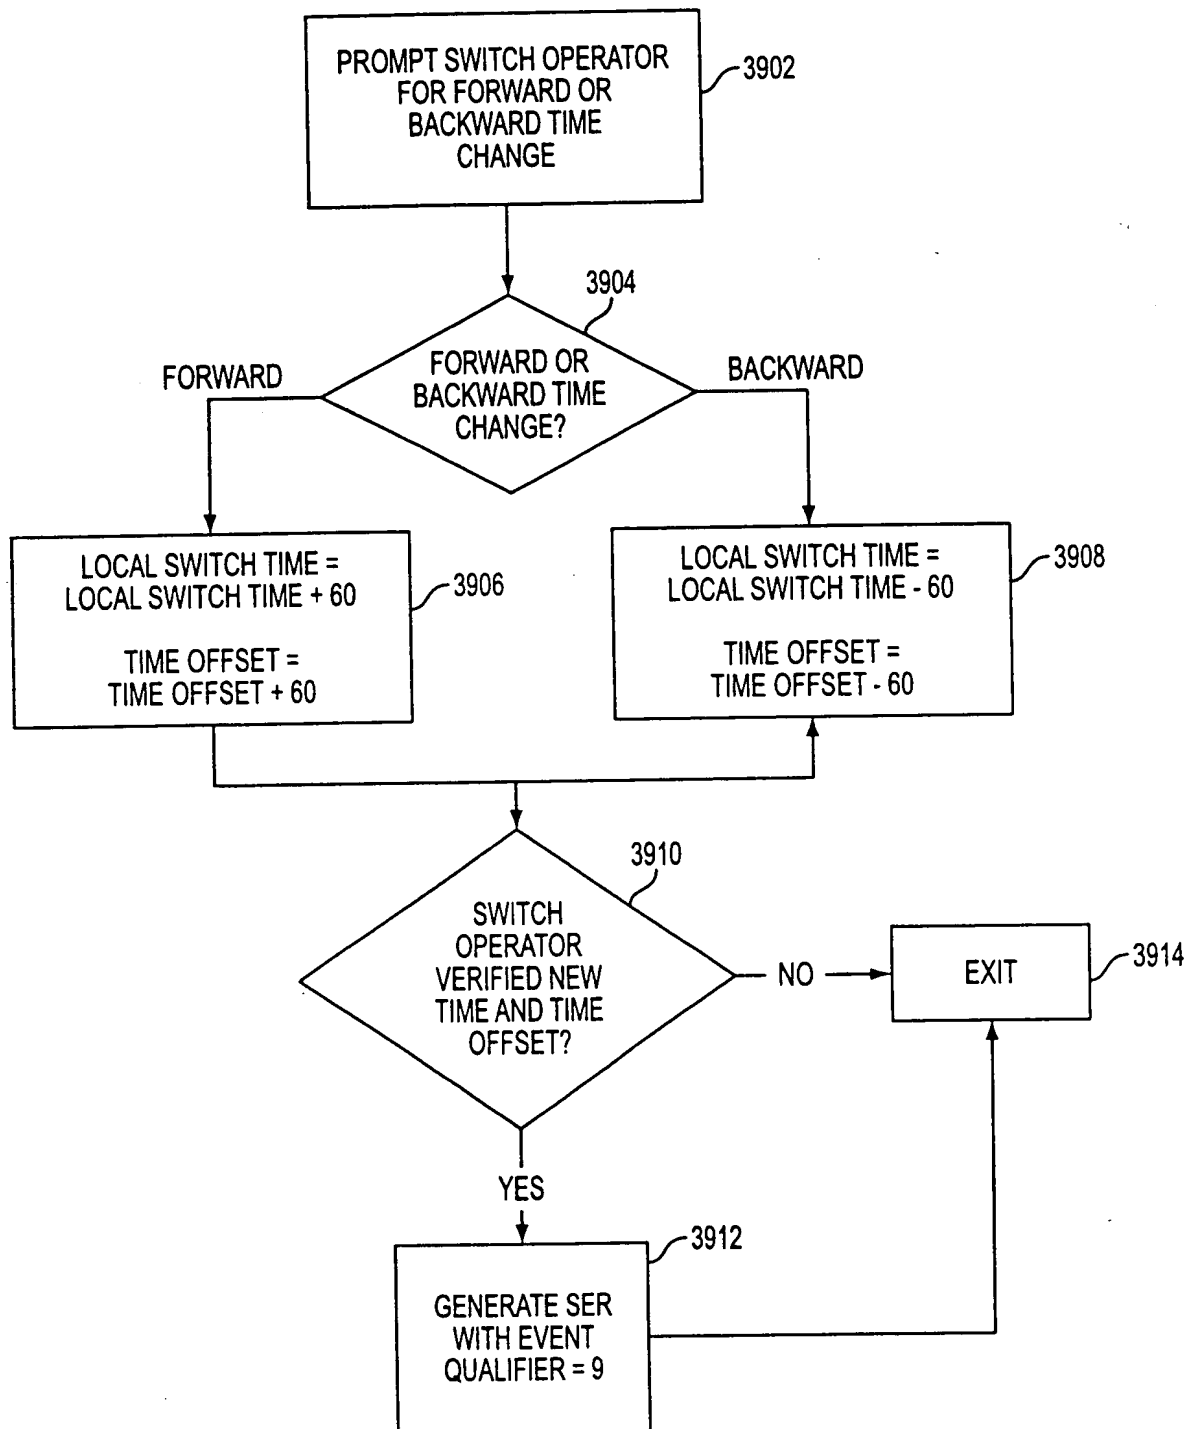 PROMPT SWITCH OPERATOR
FOR FORWARD OR
BACKWARD TIME
CHANGE
3902
3904
FORWARD OR
BACKWARD TIME
CHANGE?
FORWARD
BACKWARD
LOCAL SWITCH TIME =
LOCAL SWITCH TIME + 60
TIME OFFSET =
TIME OFFSET + 60
3906
LOCAL SWITCH TIME =
LOCAL SWITCH TIME - 60
TIME OFFSET =
TIME OFFSET - 60
3908
3910
SWITCH
OPERATOR
VERIFIED NEW
TIME AND TIME
OFFSET?
NO
EXIT
3914
YES
3912
GENERATE SER
WITH EVENT
QUALIFIER = 9